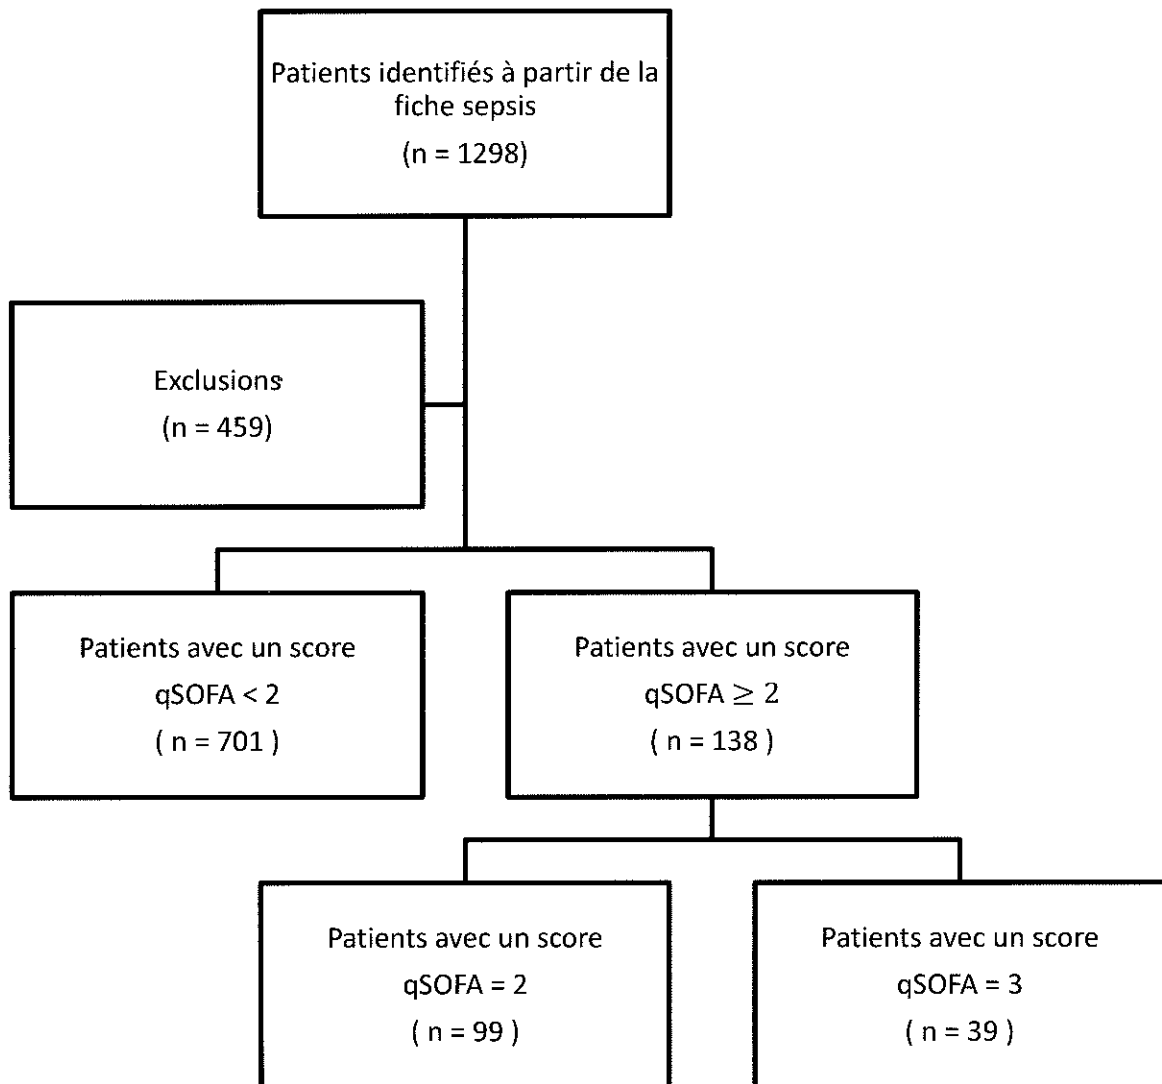 Patients identifiés à partir de la
fiche sepsis
(n = 1298)
Exclusions
(n = 459)
Patients avec un score
qSOFA < 2
( n = 701 )
Patients avec un score
qSOFA ≥ 2
( n = 138 )
Patients avec un score
qSOFA = 2
( n = 99 )
Patients avec un score
qSOFA = 3
( n = 39 )